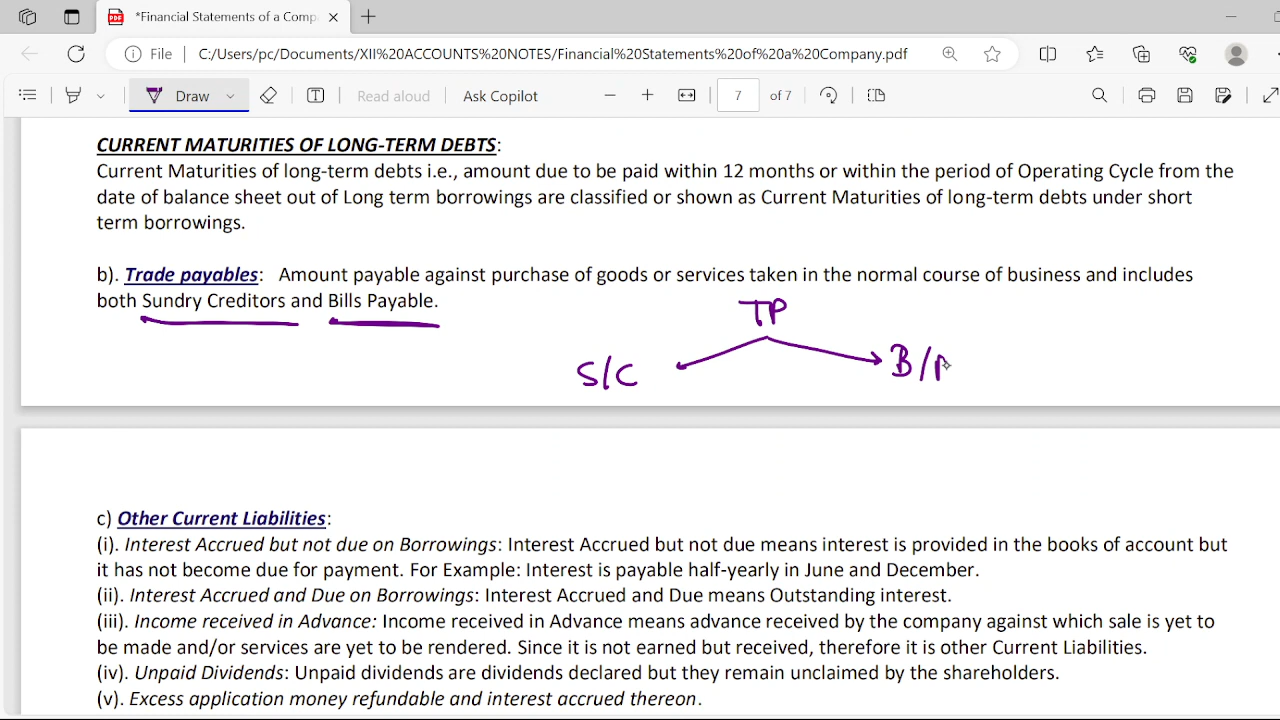 *Financial Statements of a Comp
File C:/Users/pc/Documents/XII%20ACCOUNTS%20NOTES/Financial%20Statements%20of%20a%20Company.pdf
Draw Read aloud Ask Copilot 7 of 7
CURRENT MATURITIES OF LONG-TERM DEBTS:
Current Maturities of long-term debts i.e., amount due to be paid within 12 months or within the period of Operating Cycle from the
date of balance sheet out of Long term borrowings are classified or shown as Current Maturities of long-term debts under short
term borrowings.
b). Trade payables: Amount payable against purchase of goods or services taken in the normal course of business and includes
both Sundry Creditors and Bills Payable.
TP
S/C B/
c) Other Current Liabilities:
(i). Interest Accrued but not due on Borrowings: Interest Accrued but not due means interest is provided in the books of account but
it has not become due for payment. For Example: Interest is payable half-yearly in June and December.
(ii). Interest Accrued and Due on Borrowings: Interest Accrued and Due means Outstanding interest.
(iii). Income received in Advance: Income received in Advance means advance received by the company against which sale is yet to
be made and/or services are yet to be rendered. Since it is not earned but received, therefore it is other Current Liabilities.
(iv). Unpaid Dividends: Unpaid dividends are dividends declared but they remain unclaimed by the shareholders.
(v). Excess application money refundable and interest accrued thereon.